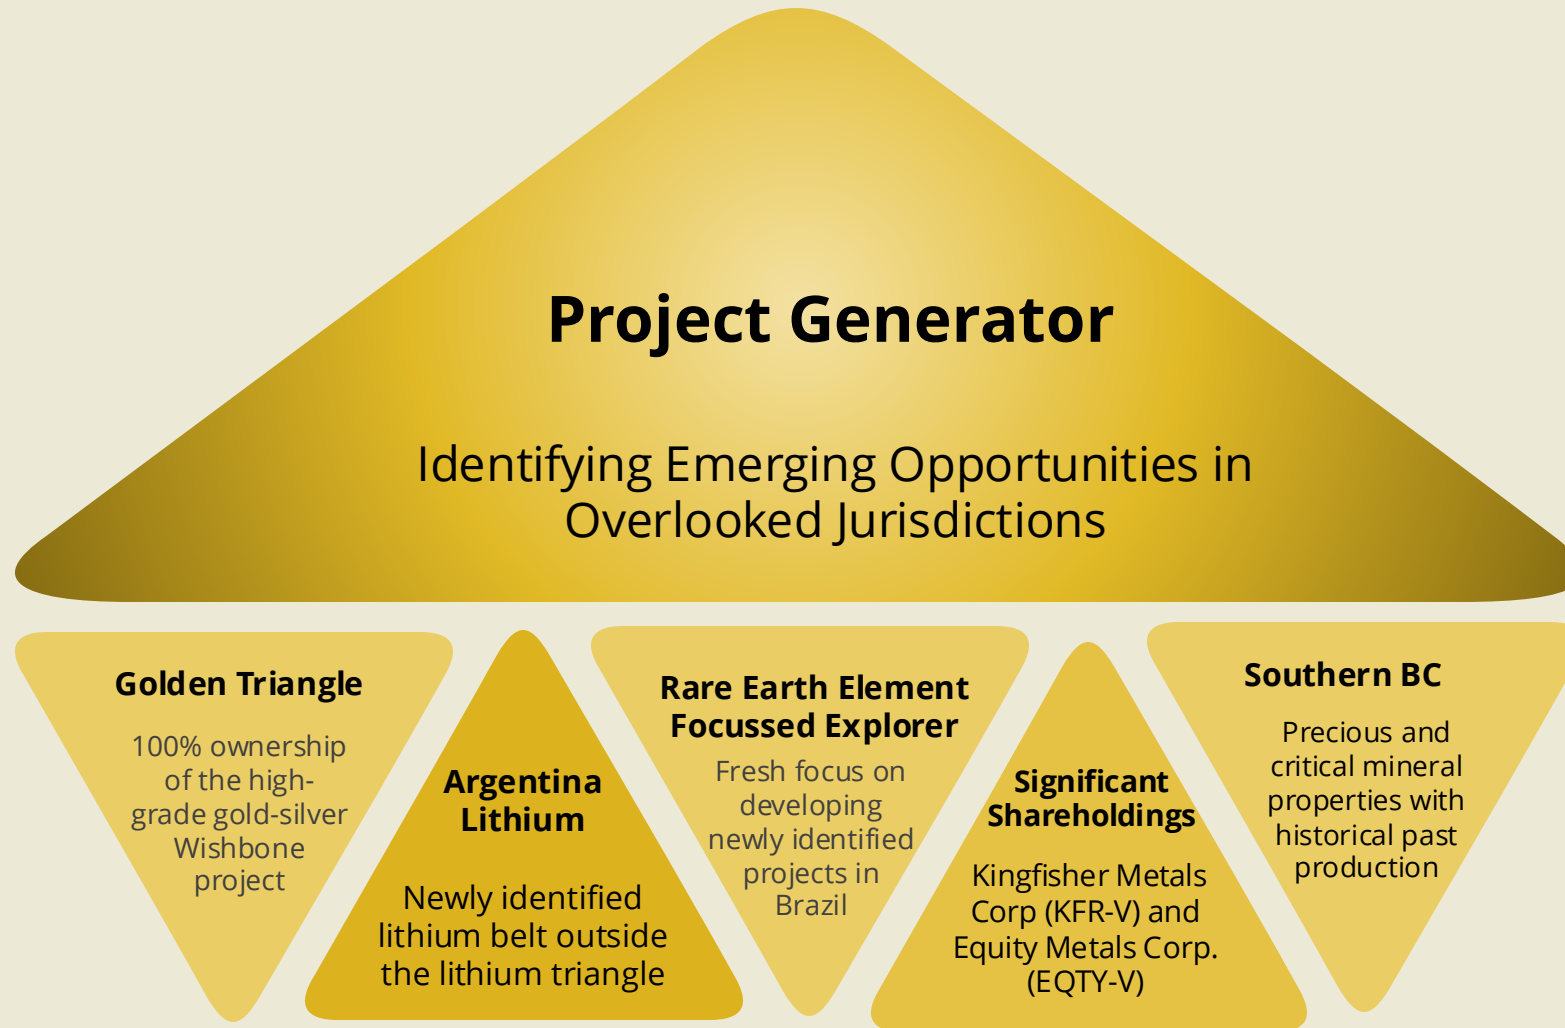 Project Generator
Identifying Emerging Opportunities in
Overlooked Jurisdictions
Golden Triangle
100% ownership
of the high-
grade gold-silver
Wishbone
project
Argentina
Lithium
Newly identified
lithium belt outside
the lithium triangle
Rare Earth Element
Focussed Explorer
Fresh focus on
developing
newly identified
projects in
Brazil
Significant
Shareholdings
Kingfisher Metals
Corp (KFR-V) and
Equity Metals Corp.
(EQTY-V)
Southern BC
Precious and
critical mineral
properties with
historical past
production